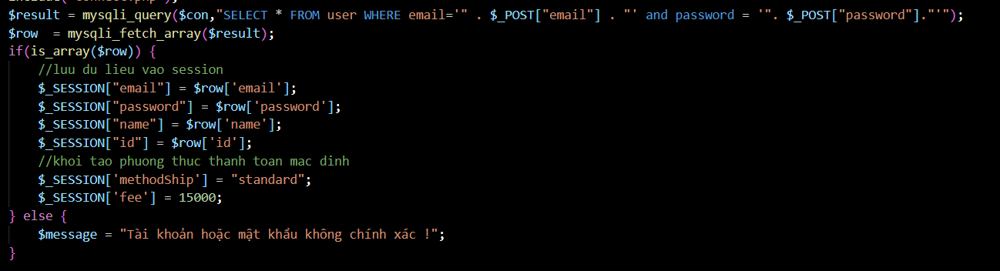 $result = mysqli_query($con,"SELECT * FROM user WHERE email='" . $_POST["email"] . "' and password = '". $_POST["password"]."'");
$row  = mysqli_fetch_array($result);
if(is_array($row)) {
    //luu du lieu vao session
    $_SESSION["email"] = $row['email'];
    $_SESSION["password"] = $row['password'];
    $_SESSION["name"] = $row['name'];
    $_SESSION["id"] = $row['id'];
    //khoi tao phuong thuc thanh toan mac dinh
    $_SESSION['methodShip'] = "standard";
    $_SESSION['fee'] = 15000;
} else {
    $message = "Tài khoản hoặc mật khẩu không chính xác !";
}